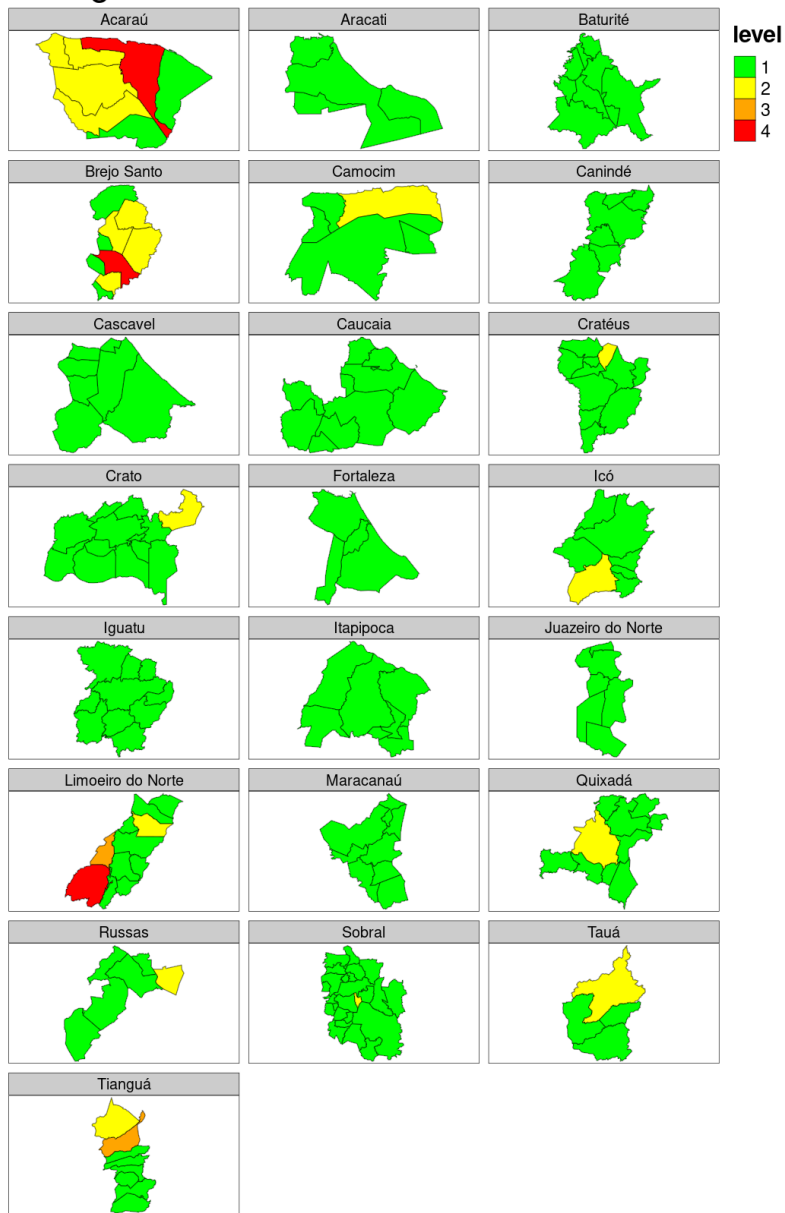 Acaraú
Aracati
Baturité
level
1
2
3
4
Brejo Santo
Camocim
Canindé
Cascavel
Caucaia
Cratéus
Crato
Fortaleza
Icó
Iguatu
Itapipoca
Juazeiro do Norte
Limoeiro do Norte
Maracanaú
Quixadá
Russas
Sobral
Tauá
Tianguá